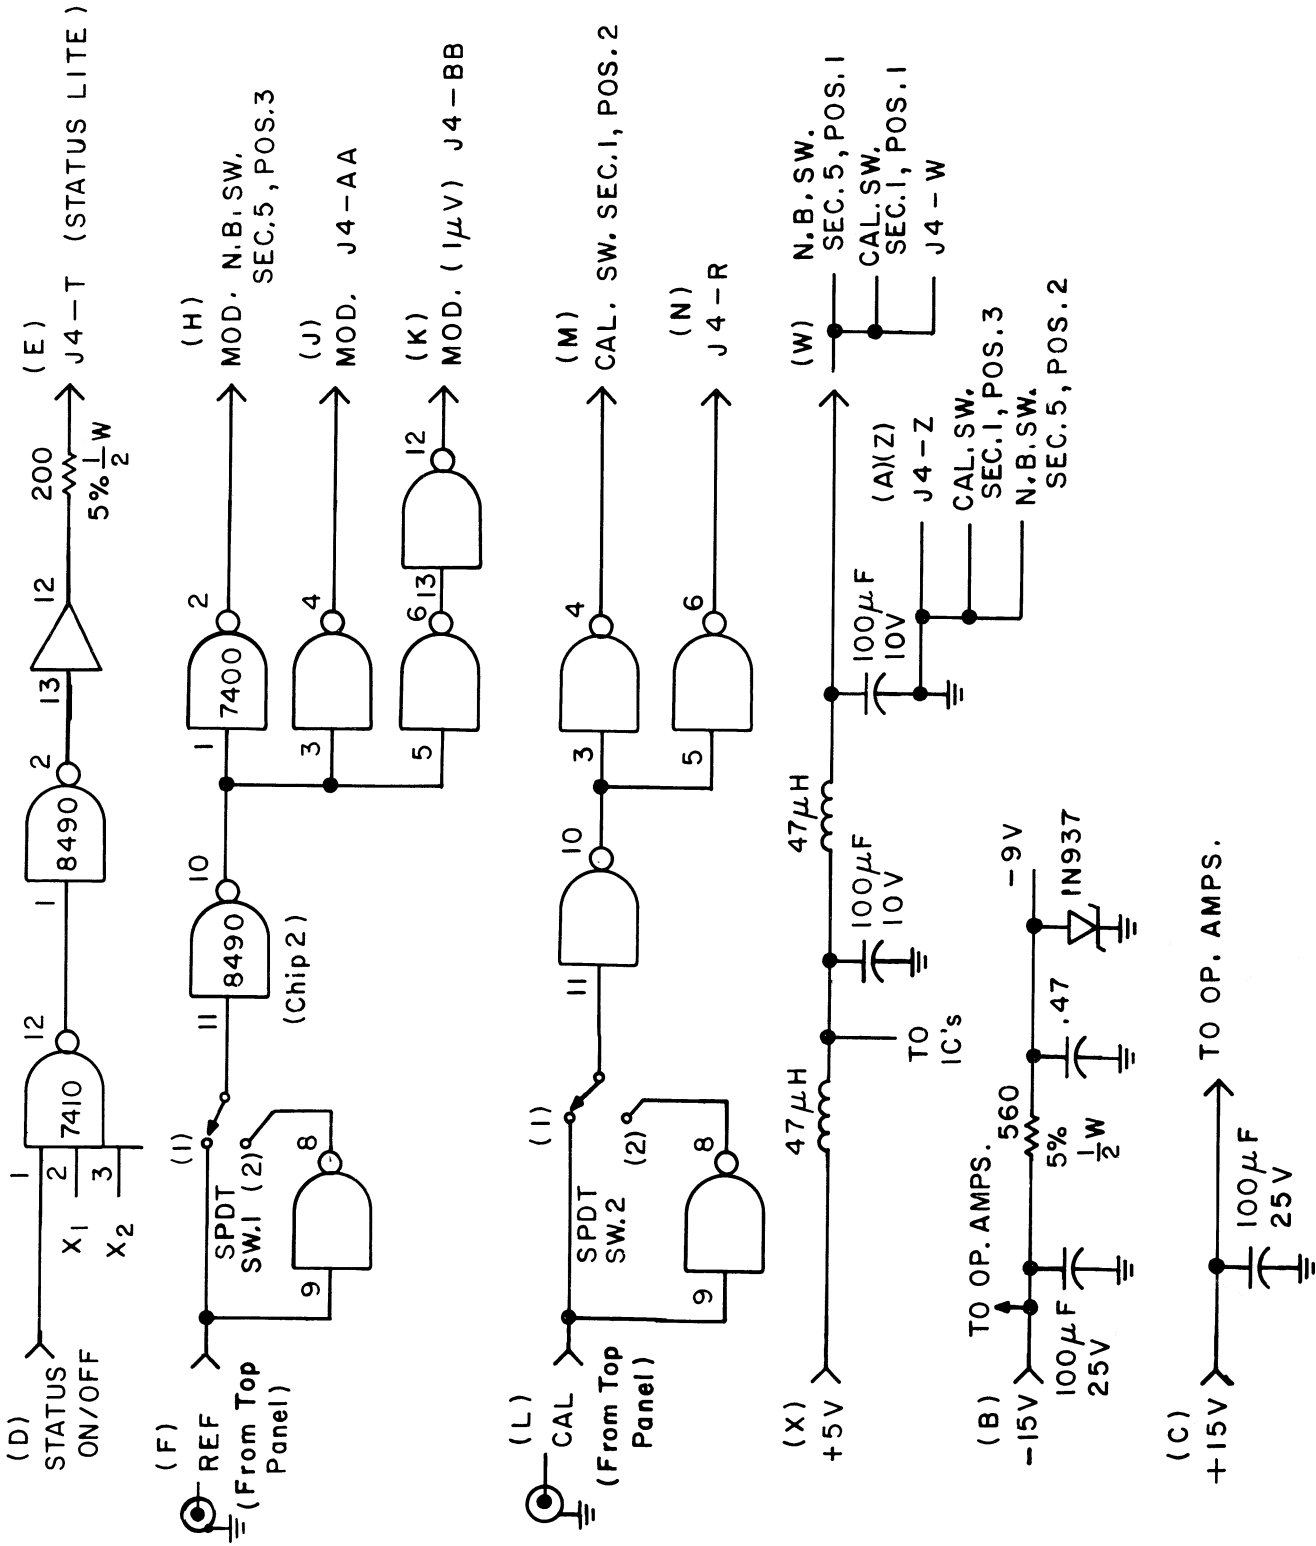 (D)
STATUS
ON/OFF
1
2
3
X1
X2
7410
12
1
8490
2
13
12
200
5% 1/2 W
(E)
J4-T (STATUS LITE)
(F)
REF
(From Top
Panel)
(1)
SPDT
SW.1 (2)
9
8
11
8490
(Chip 2)
10
1
7400
2
(H)
MOD. N.B. SW.
SEC.5, POS.3
3
4
(J)
MOD. J4-AA
5
6
13
12
(K)
MOD. (1μV) J4-BB
(L)
CAL
(From Top
Panel)
(1)
SPDT
SW.2
(2)
9
8
11
10
3
4
(M)
CAL. SW. SEC.1, POS. 2
5
6
(N)
J4-R
(X)
+5V
47μH
TO
IC's
100μF
10V
47μH
100μF
10V
(W)
N.B. SW.
SEC.5, POS.1
CAL. SW.
SEC.1, POS.1
J4-W
(A)(Z)
J4-Z
CAL. SW.
SEC.1, POS.3
N.B. SW.
SEC.5, POS.2
(B)
-15V
TO OP. AMPS.
100μF
25V
560
5%
1/2 W
.47
-9V
IN937
(C)
+15V
100μF
25V
TO OP. AMPS.